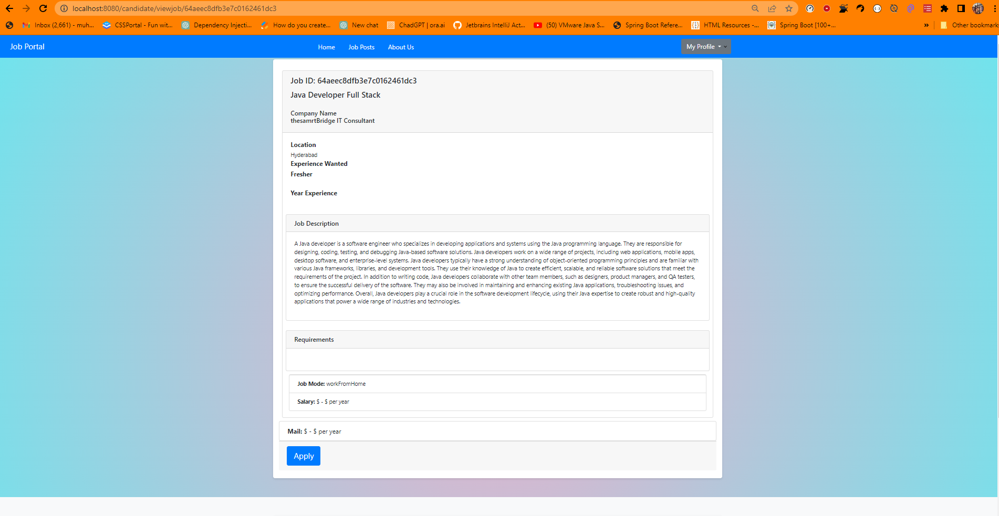 localhost:8080/candidate/viewjob/64aeec8dfb3e7c0162461dc3
Inbox (2,661) - muh...
CSSPortal - Fun wit...
Dependency Injecti...
How do you create...
New chat
ChadGPT | ora.ai
Jetbrains IntelliJ Act...
(50) VMware Java S...
Spring Boot Refere...
HTML Resources -...
Spring Boot [100+...
»
Other bookmarks
Job Portal
Home
Job Posts
About Us
My Profile
Job ID: 64aeec8dfb3e7c0162461dc3
Java Developer Full Stack
Company Name
thesamrtBridge IT Consultant
Location
Hyderabad
Experience Wanted
Fresher
Year Experience
Job Description
A Java developer is a software engineer who specializes in developing applications and systems using the Java programming language. They are responsible for
designing, coding, testing, and debugging Java-based software solutions. Java developers work on a wide range of projects, including web applications, mobile apps,
desktop software, and enterprise-level systems. Java developers typically have a strong understanding of object-oriented programming principles and are familiar with
various Java frameworks, libraries, and development tools. They use their knowledge of Java to create efficient, scalable, and reliable software solutions that meet the
requirements of the project. In addition to writing code, Java developers collaborate with other team members, such as designers, product managers, and QA testers,
to ensure the successful delivery of the software. They may also be involved in maintaining and enhancing existing Java applications, troubleshooting issues, and
optimizing performance. Overall, Java developers play a crucial role in the software development lifecycle, using their Java expertise to create robust and high-quality
applications that power a wide range of industries and technologies.
Requirements
Job Mode: workFromHome
Salary: $ - $ per year
Mail: $ - $ per year
Apply